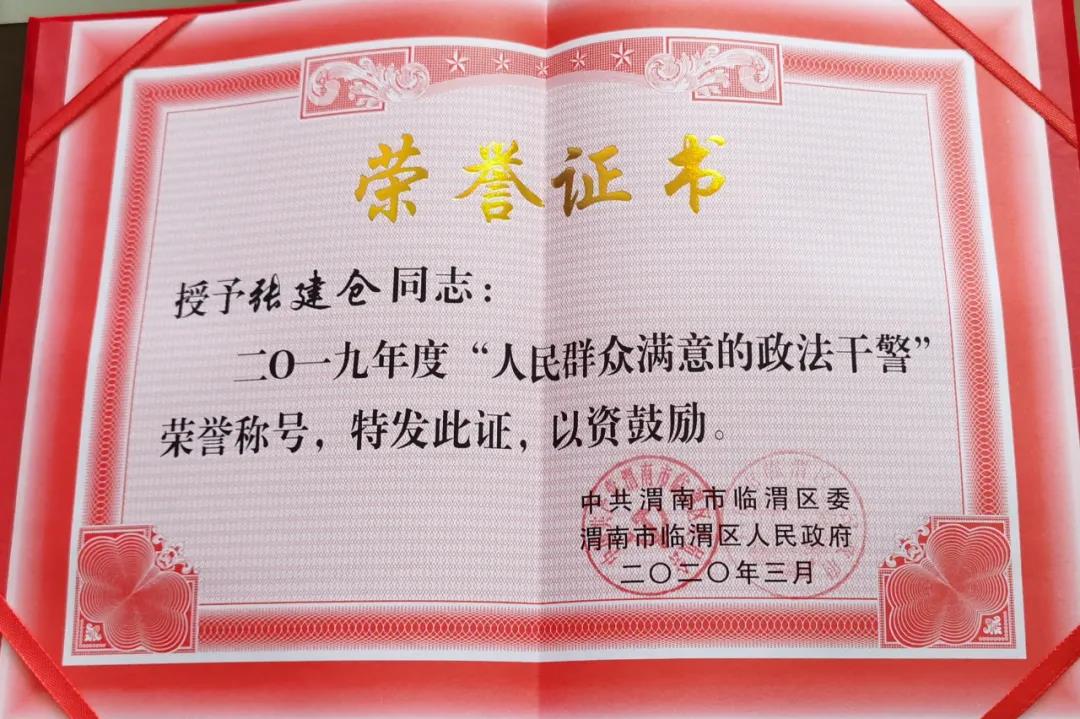 荣誉证书
授予张建仓同志：
二〇一九年度“人民群众满意的政法干警”
荣誉称号，特发此证，以资鼓励。
中共渭南市临渭区委
渭南市临渭区人民政府
二〇二〇年三月